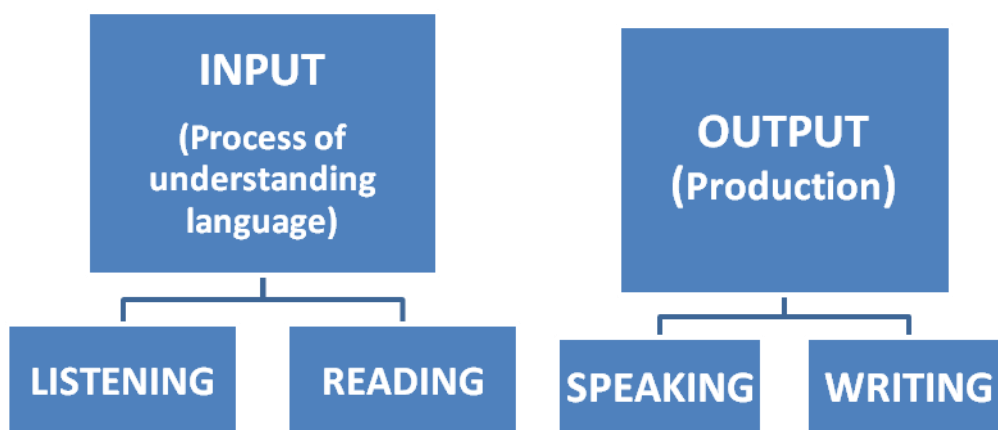 INPUT
(Process of
understanding
language)
LISTENING
READING
OUTPUT
(Production)
SPEAKING
WRITING